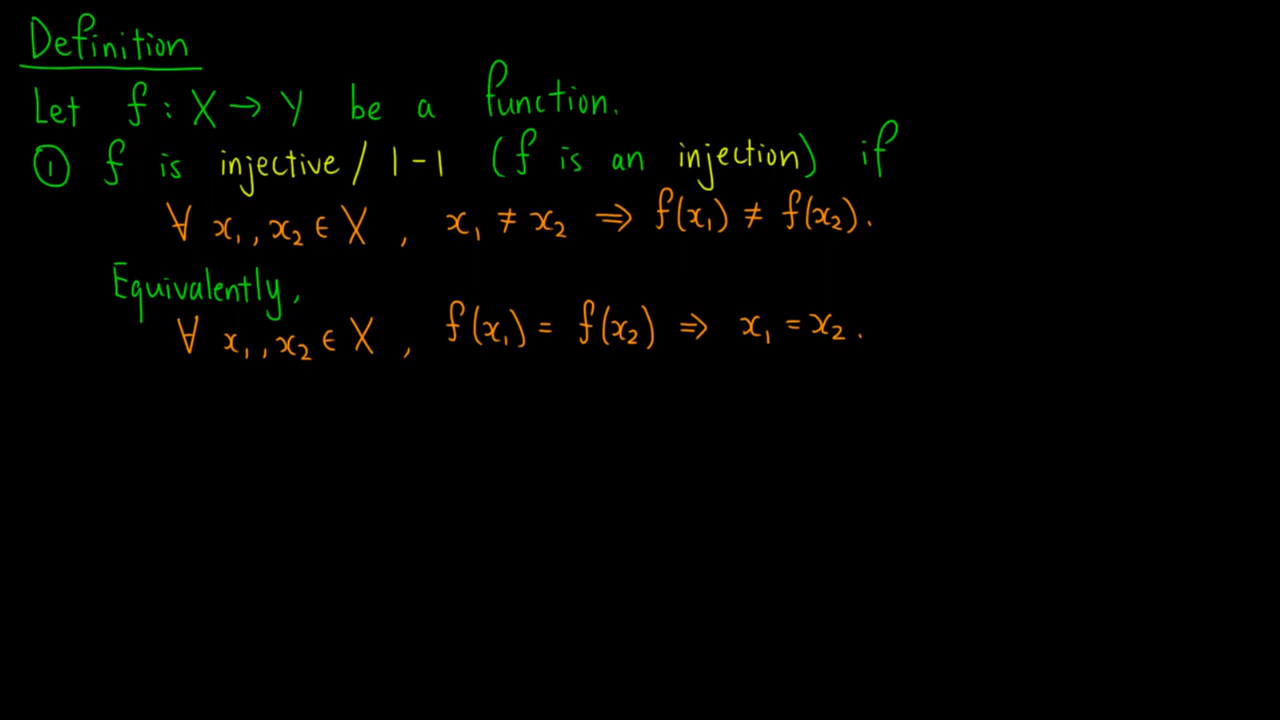 Definition
Let f : X → Y be a function.
① f is injective / 1-1 (f is an injection) if
∀ x₁, x₂ ∈ X , x₁ ≠ x₂ ⇒ f(x₁) ≠ f(x₂).
Equivalently,
∀ x₁, x₂ ∈ X , f(x₁) = f(x₂) ⇒ x₁ = x₂.